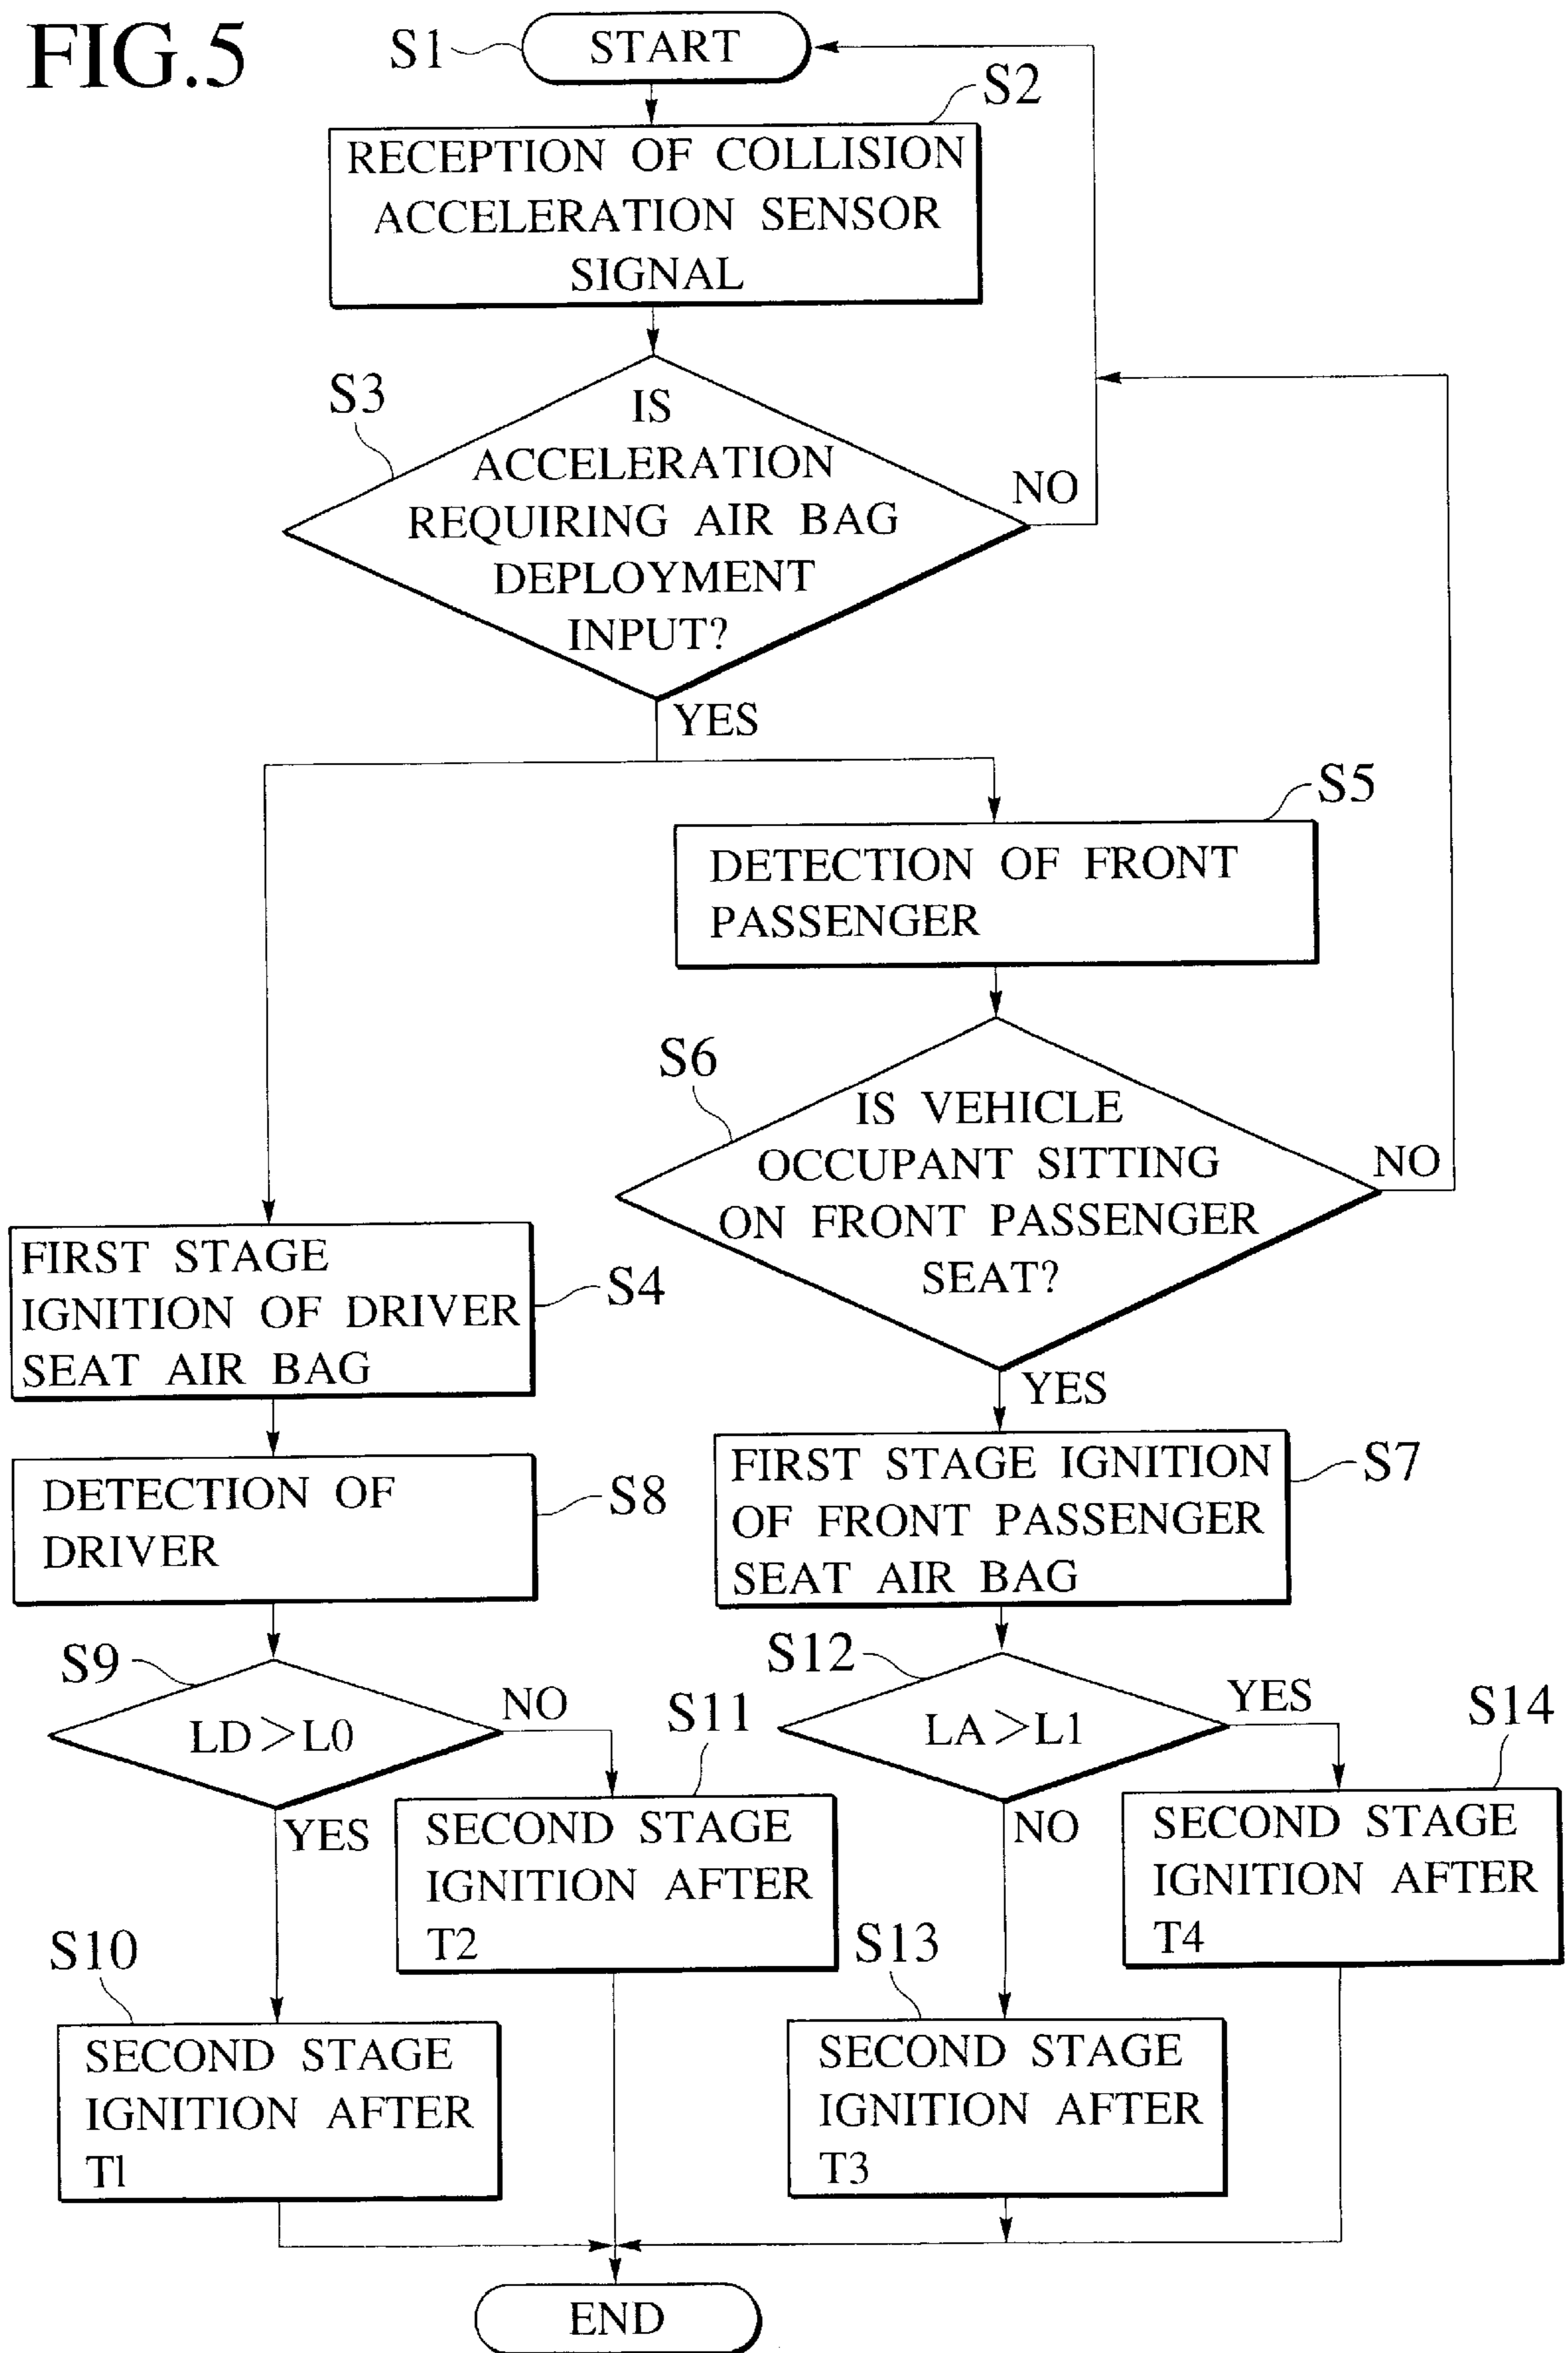 FIG.5
S1
START
S2
RECEPTION OF COLLISION
ACCELERATION SENSOR
SIGNAL
S3
IS
ACCELERATION
REQUIRING AIR BAG
DEPLOYMENT
INPUT?
NO
YES
S5
DETECTION OF FRONT
PASSENGER
S6
IS VEHICLE
OCCUPANT SITTING
ON FRONT PASSENGER
SEAT?
NO
YES
FIRST STAGE
IGNITION OF DRIVER
SEAT AIR BAG
S4
DETECTION OF
DRIVER
S8
FIRST STAGE IGNITION
OF FRONT PASSENGER
SEAT AIR BAG
S7
S9
LD>L0
NO
YES
S11
SECOND STAGE
IGNITION AFTER
T2
S10
SECOND STAGE
IGNITION AFTER
T1
S12
LA>L1
YES
NO
S14
SECOND STAGE
IGNITION AFTER
T4
S13
SECOND STAGE
IGNITION AFTER
T3
END